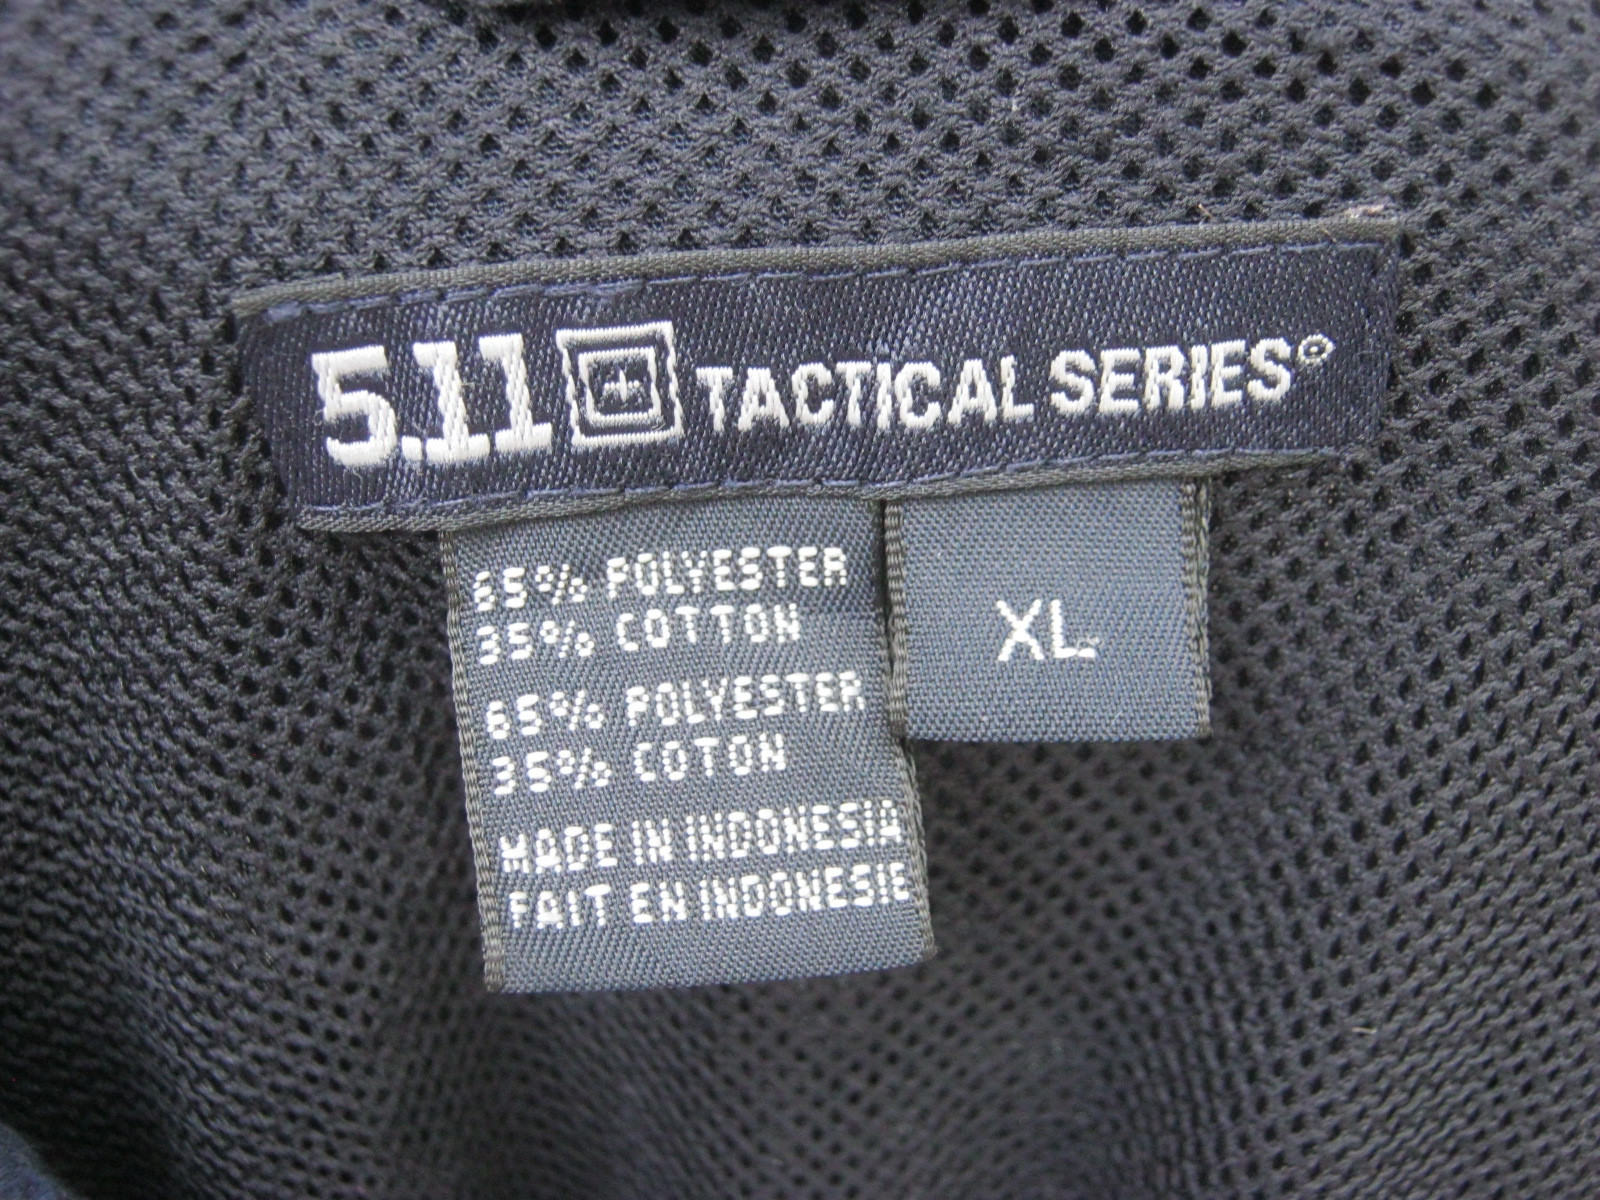 5.11 TACTICAL SERIES®
65% POLYESTER
35% COTTON
XL
65% POLYESTER
35% COTON
MADE IN INDONESIA
FAIT EN INDONESIE